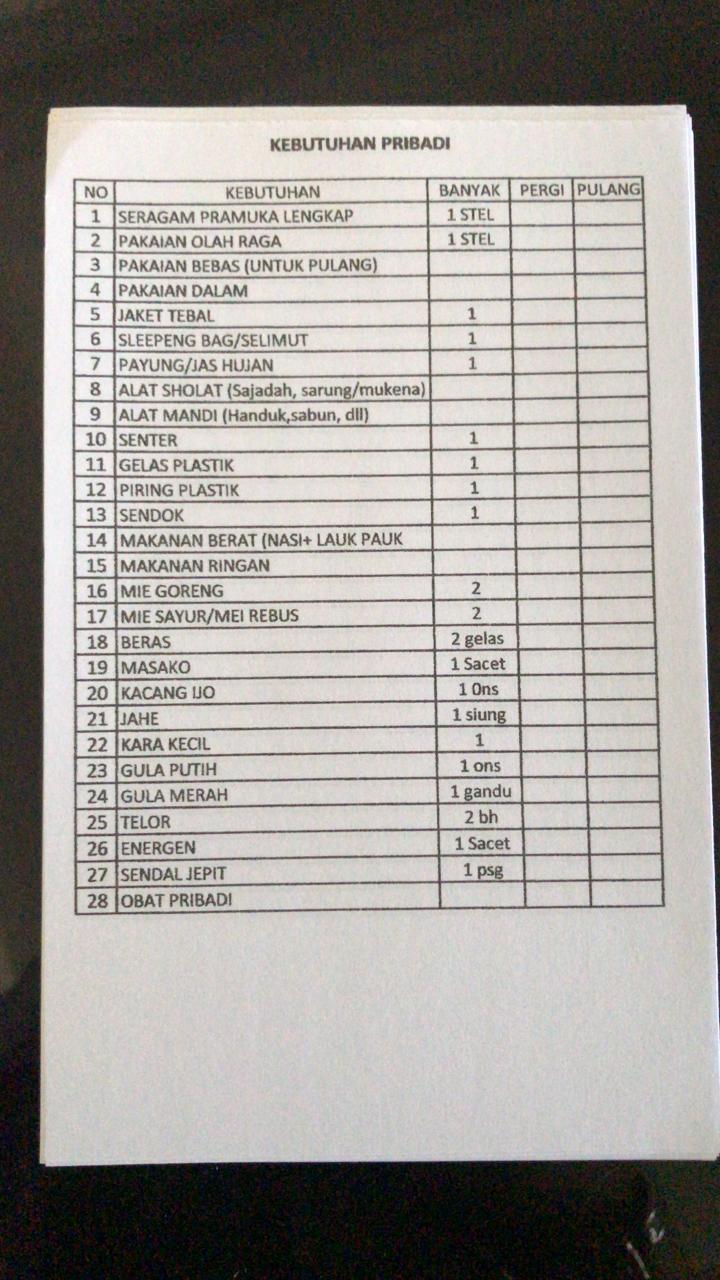 KEBUTUHAN PRIBADI
NO KEBUTUHAN BANYAK PERGI PULANG
1 SERAGAM PRAMUKA LENGKAP 1 STEL
2 PAKAIAN OLAH RAGA 1 STEL
3 PAKAIAN BEBAS (UNTUK PULANG)
4 PAKAIAN DALAM
5 JAKET TEBAL 1
6 SLEEPENG BAG/SELIMUT 1
7 PAYUNG/JAS HUJAN 1
8 ALAT SHOLAT (Sajadah, sarung/mukena)
9 ALAT MANDI (Handuk,sabun, dll)
10 SENTER 1
11 GELAS PLASTIK 1
12 PIRING PLASTIK 1
13 SENDOK 1
14 MAKANAN BERAT (NASI+ LAUK PAUK
15 MAKANAN RINGAN
16 MIE GORENG 2
17 MIE SAYUR/MEI REBUS 2
18 BERAS 2 gelas
19 MASAKO 1 Sacet
20 KACANG IJO 1 Ons
21 JAHE 1 siung
22 KARA KECIL 1
23 GULA PUTIH 1 ons
24 GULA MERAH 1 gandu
25 TELOR 2 bh
26 ENERGEN 1 Sacet
27 SENDAL JEPIT 1 psg
28 OBAT PRIBADI